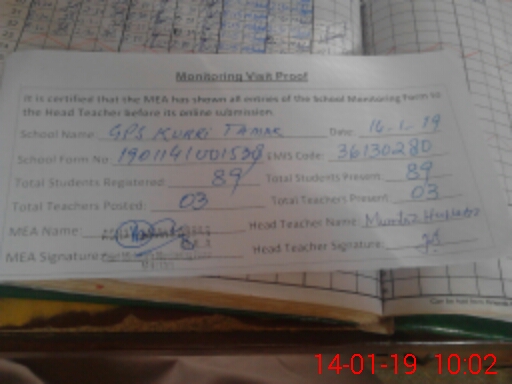 Monitoring Visit Proof
It is certified that the MEA has shown all entries of the School Monitoring Form to
the Head Teacher before its online submission.
School Name: GPS KURRI TAMAK Date: 16-1-19
School Form No: EMIS Code: 36130280
Total Students Registered: 89 Total Students Present: 89
Total Teachers Posted: 03 Total Teachers Present: 03
MEA Name: Head Teacher Name: Mumtaz
MEA Signature: Head Teacher Signature:
14-01-19 10:02